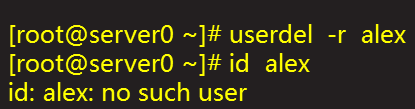 [root@server0 ~]# userdel  -r  alex
[root@server0 ~]# id  alex
id: alex: no such user